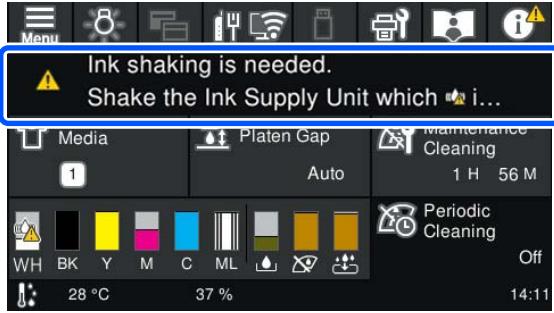 Menu
Ink shaking is needed.
Shake the Ink Supply Unit which i…
Media
1
Platen Gap
Auto
Maintenance
Cleaning
1 H 56 M
WH BK Y M C ML
Periodic
Cleaning
Off
28 °C
37 %
14:11